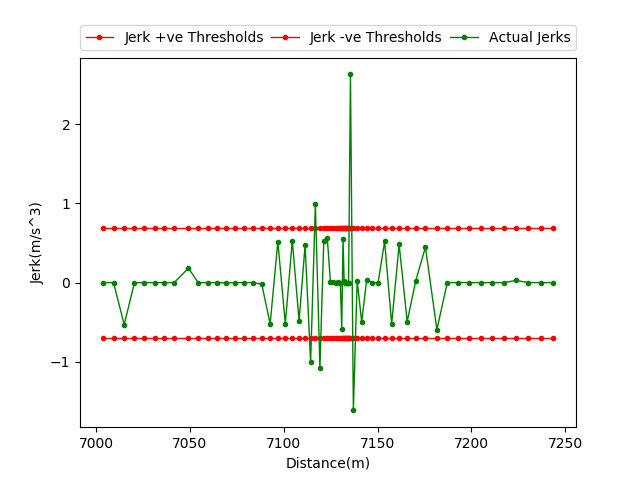 Jerk +ve Thresholds Jerk -ve Thresholds Actual Jerks
Jerk(m/s^3)
2
1
0
−1
7000 7050 7100 7150 7200 7250
Distance(m)